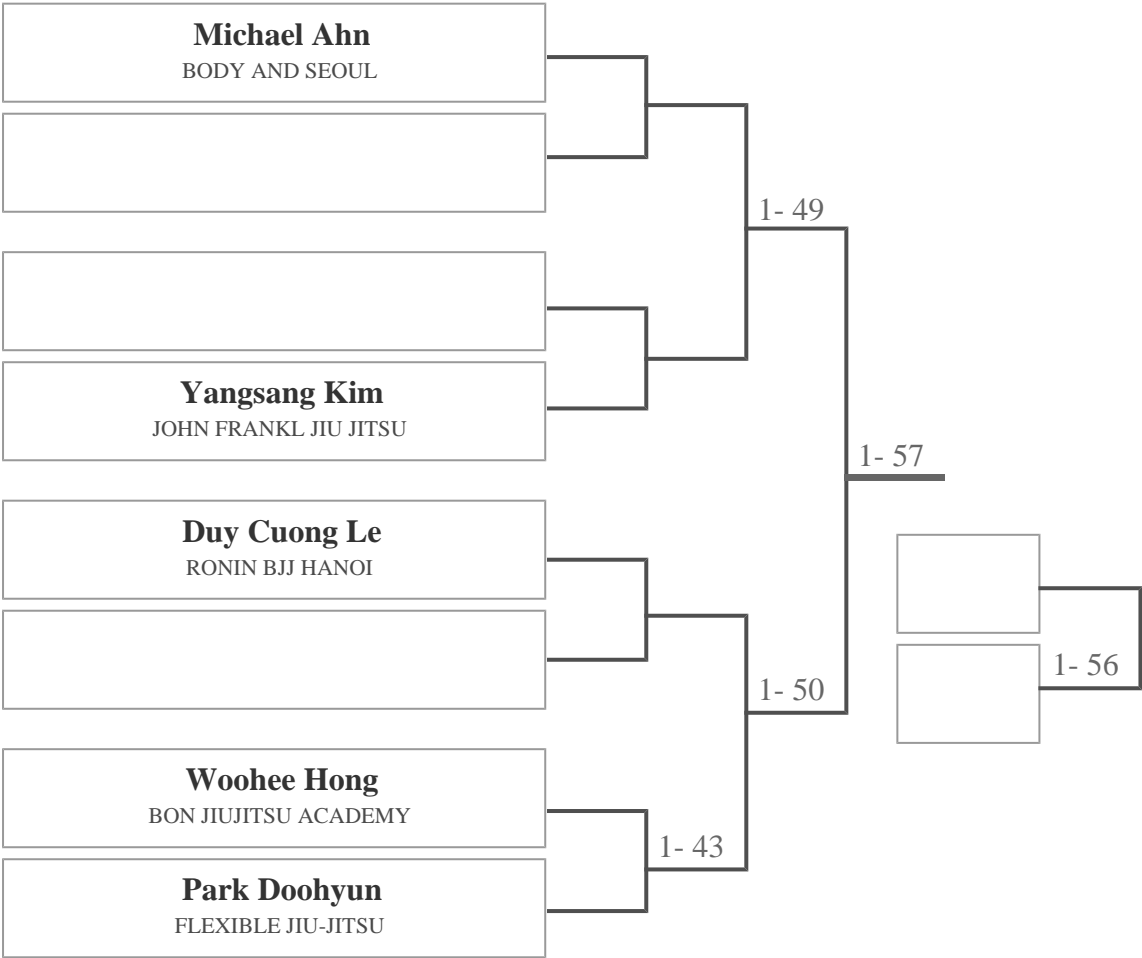 Michael Ahn
BODY AND SEOUL
1- 49
Yangsang Kim
JOHN FRANKL JIU JITSU
1- 57
Duy Cuong Le
RONIN BJJ HANOI
1- 56
1- 50
Woohee Hong
BON JIUJITSU ACADEMY
1- 43
Park Doohyun
FLEXIBLE JIU-JITSU